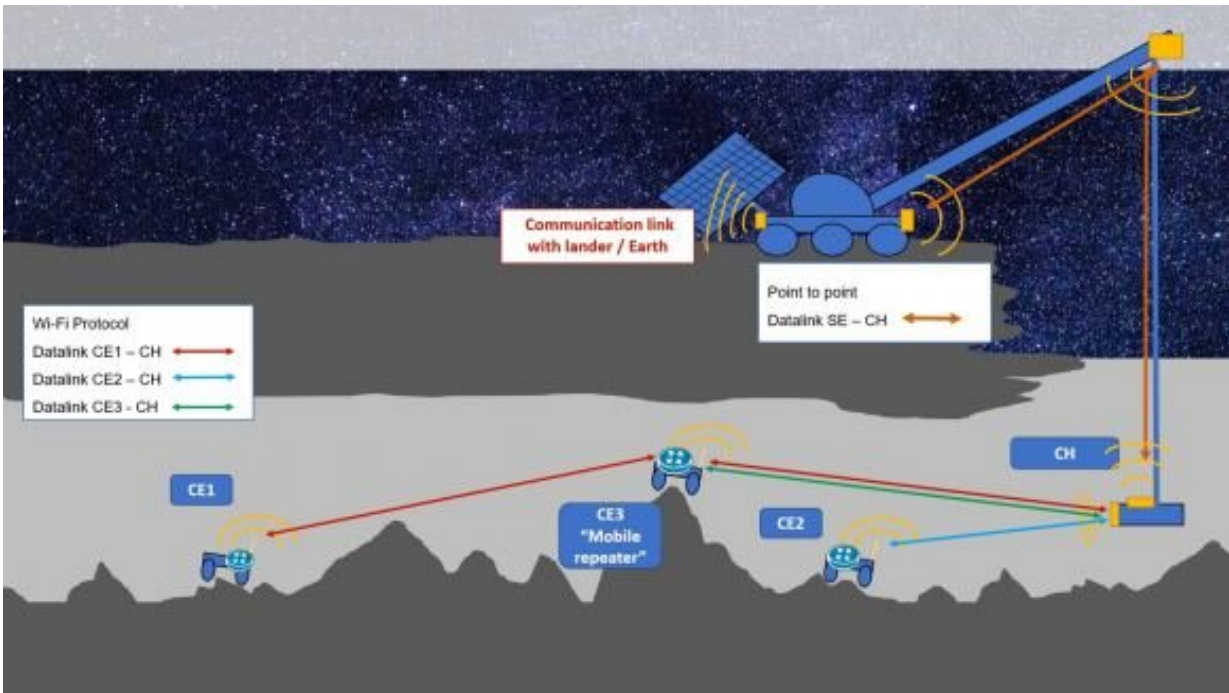 Communication link
with lander / Earth
Point to point
Datalink SE – CH
Wi-Fi Protocol
Datalink CE1 – CH
Datalink CE2 – CH
Datalink CE3 - CH
CH
CE1
CE3
"Mobile
repeater"
CE2